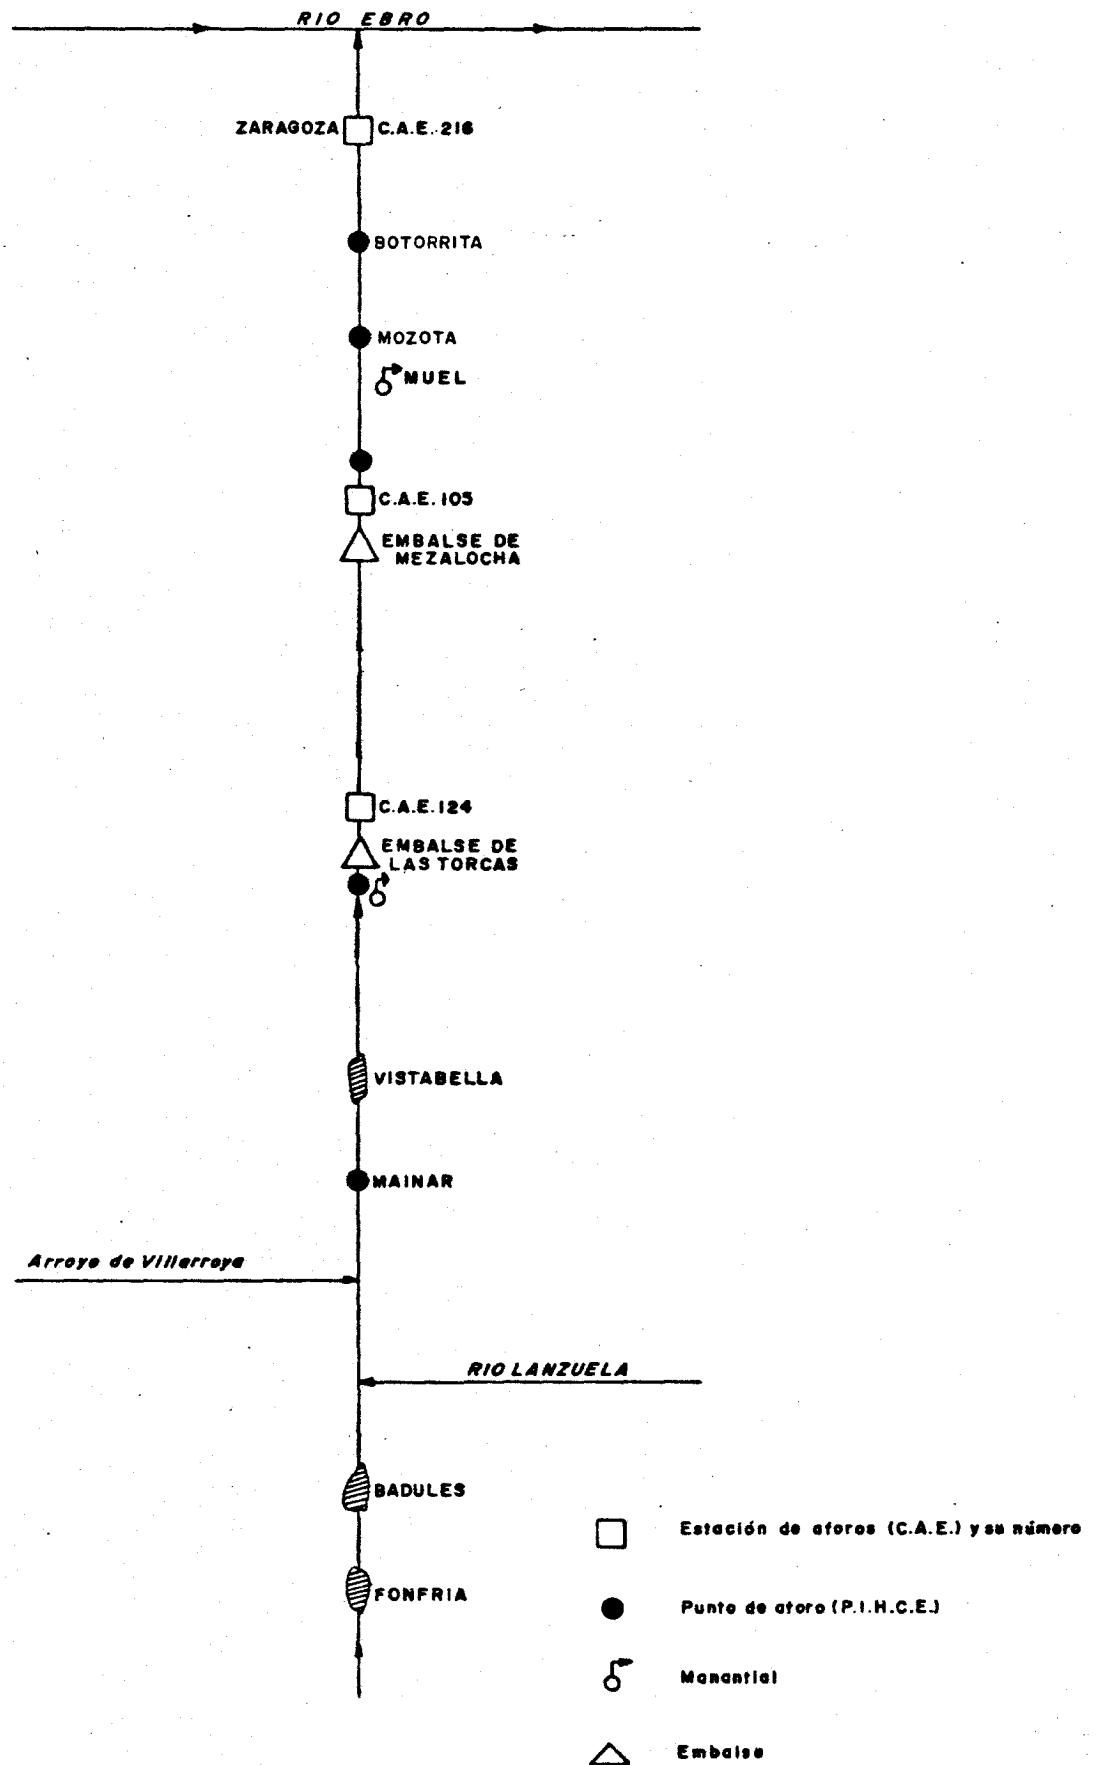 RIO EBRO
ZARAGOZA C.A.E. 216
BOTORRITA
MOZOTA
MUEL
C.A.E. 105
EMBALSE DE
MEZALOCHA
C.A.E. 124
EMBALSE DE
LAS TORCAS
VISTABELLA
MAINAR
Arroyo de Villarroya
RIO LANZUELA
BADULES
FONFRIA
Estación de aforos (C.A.E.) y su número
Punto de aforo (P.I.H.C.E.)
Manantial
Embalse